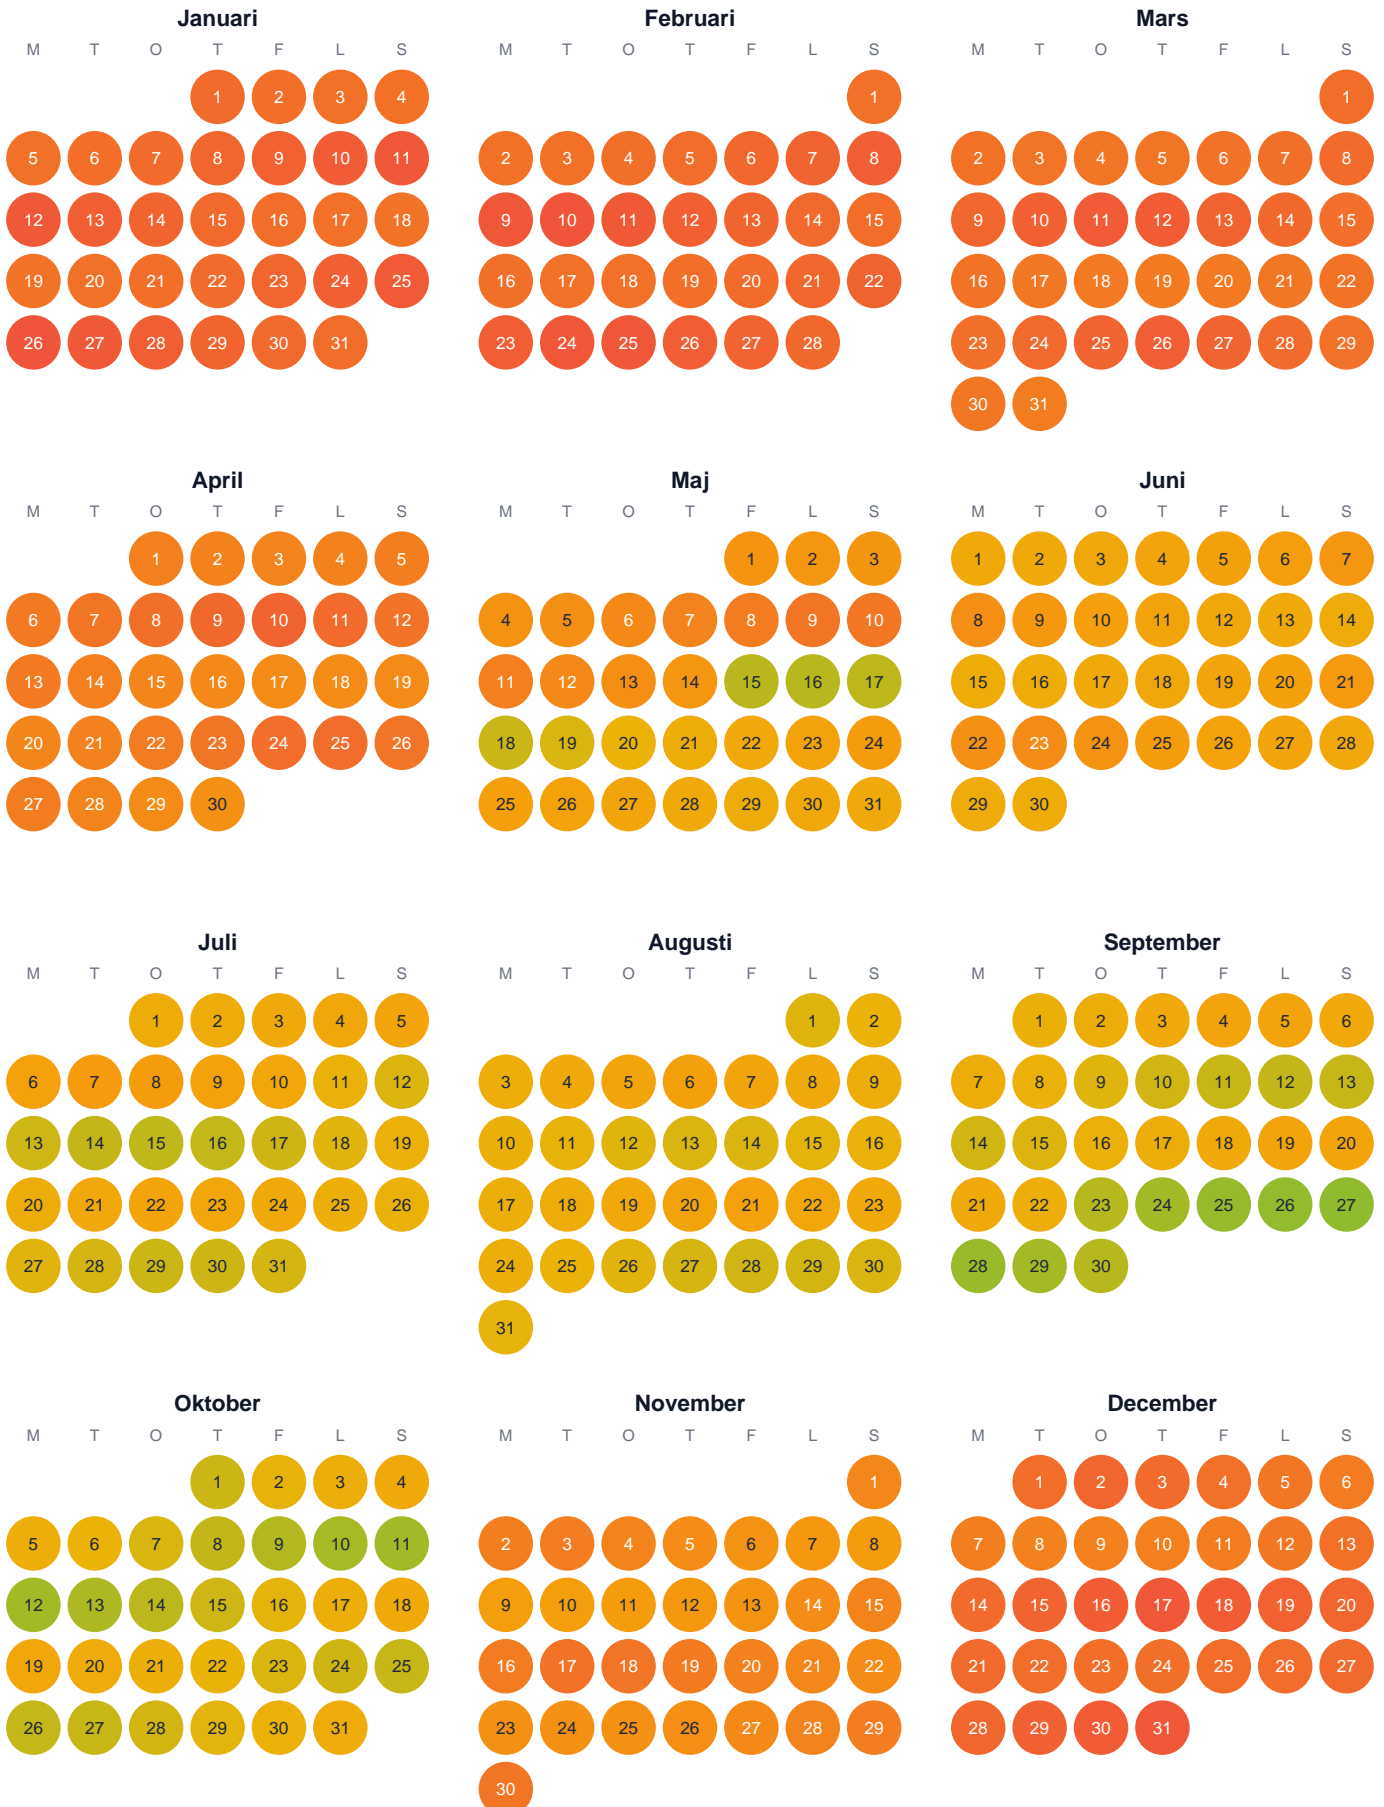 Januari Februari Mars
M T O T F L S M T O T F L S M T O T F L S
1 2 3 4 1 1
5 6 7 8 9 10 11 2 3 4 5 6 7 8 2 3 4 5 6 7 8
12 13 14 15 16 17 18 9 10 11 12 13 14 15 9 10 11 12 13 14 15
19 20 21 22 23 24 25 16 17 18 19 20 21 22 16 17 18 19 20 21 22
26 27 28 29 30 31 23 24 25 26 27 28 23 24 25 26 27 28 29
30 31
April Maj Juni
M T O T F L S M T O T F L S M T O T F L S
1 2 3 4 5 1 2 3 1 2 3 4 5 6 7
6 7 8 9 10 11 12 4 5 6 7 8 9 10 8 9 10 11 12 13 14
13 14 15 16 17 18 19 11 12 13 14 15 16 17 15 16 17 18 19 20 21
20 21 22 23 24 25 26 18 19 20 21 22 23 24 22 23 24 25 26 27 28
27 28 29 30 25 26 27 28 29 30 31 29 30
Juli Augusti September
M T O T F L S M T O T F L S M T O T F L S
1 2 3 4 5 1 2 1 2 3 4 5 6
6 7 8 9 10 11 12 3 4 5 6 7 8 9 7 8 9 10 11 12 13
13 14 15 16 17 18 19 10 11 12 13 14 15 16 14 15 16 17 18 19 20
20 21 22 23 24 25 26 17 18 19 20 21 22 23 21 22 23 24 25 26 27
27 28 29 30 31 24 25 26 27 28 29 30 28 29 30
31
Oktober November December
M T O T F L S M T O T F L S M T O T F L S
1 2 3 4 1 1 2 3 4 5 6
5 6 7 8 9 10 11 2 3 4 5 6 7 8 7 8 9 10 11 12 13
12 13 14 15 16 17 18 9 10 11 12 13 14 15 14 15 16 17 18 19 20
19 20 21 22 23 24 25 16 17 18 19 20 21 22 21 22 23 24 25 26 27
26 27 28 29 30 31 23 24 25 26 27 28 29 28 29 30 31
30